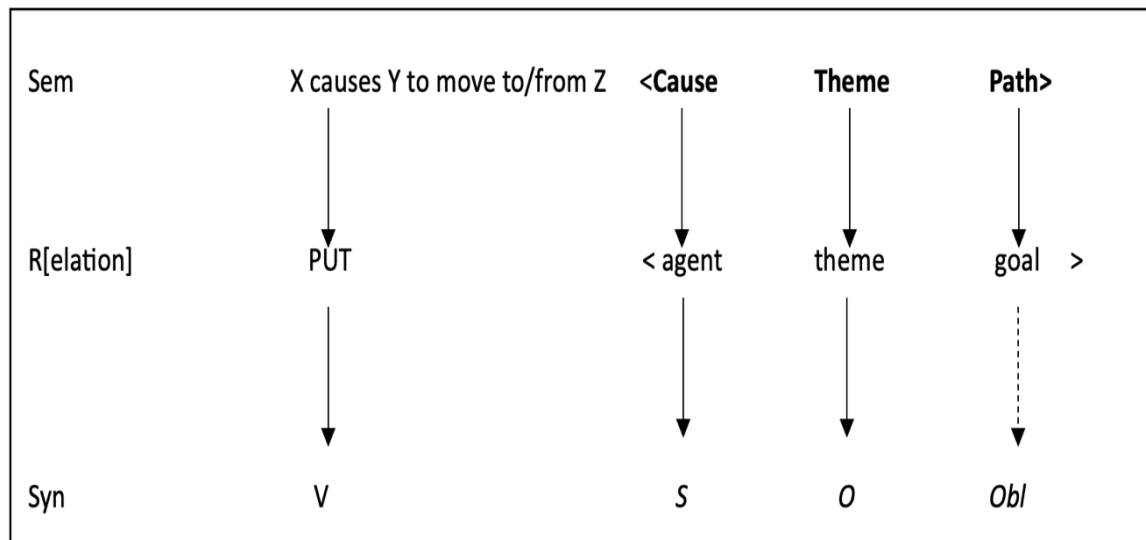 Sem X causes Y to move to/from Z <Cause Theme Path>
R[elation] PUT < agent theme goal >
Syn V S O Obl